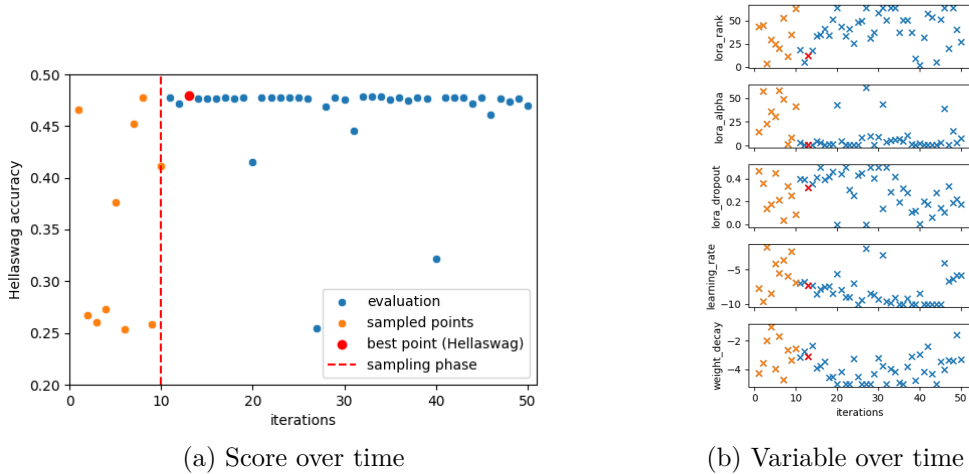 0.50
0.45
0.40
0.35
0.30
0.25
0.20
Hellaswag accuracy
evaluation
sampled points
best point (Hellaswag)
sampling phase
0 10 20 30 40 50
iterations
(a) Score over time
lora_rank
50
25
0
lora_alpha
50
25
0
lora_dropout
0.4
0.2
0.0
learning_rate
−5
−10
weight_decay
−2
−4
0 10 20 30 40 50
iterations
(b) Variable over time